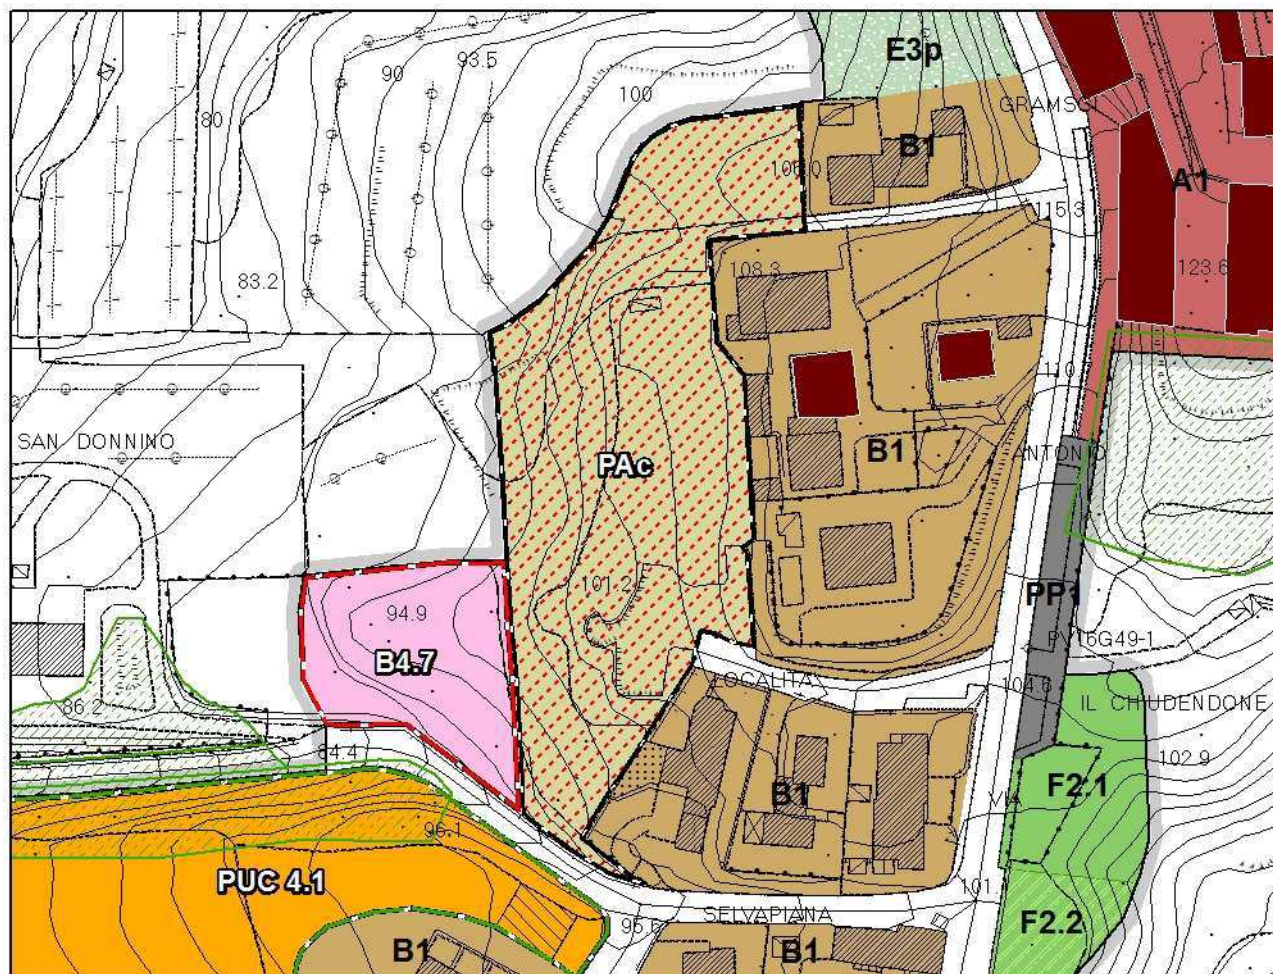 E3p
93.5
90
100
GRAMSCI
80
B1
106.0
A1
115.3
108.3
123.6
83.2
110
SAN DONNINO
B1
ANTONIO
PAc
101.2
PP1
94.9
PV16G49-1
B4.7
LOCALITA
104.6
IL CHIUDENDONE
86.2
84.4
102.9
F2.1
B1
VIA
96.1
PUC 4.1
101.
SELVAPIANA
95.6
F2.2
B1
B1